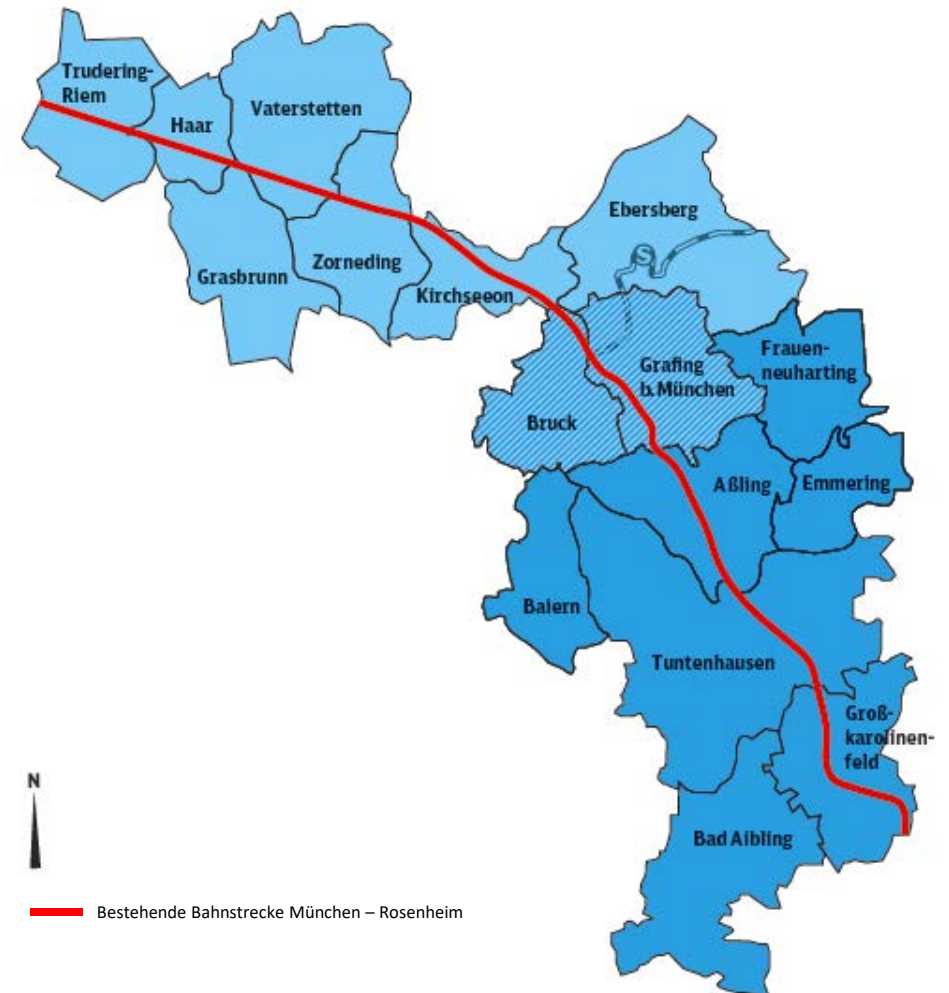 Trudering-
Riem
Haar
Vaterstetten
Ebersberg
S
Grasbrunn
Zorneding
Kirchseeon
Frauen-
neuharting
Grafing
b. München
Bruck
Aßling
Emmering
Baiern
Tuntenhausen
Groß-
karolinen-
feld
Bad Aibling
N
Bestehende Bahnstrecke München – Rosenheim